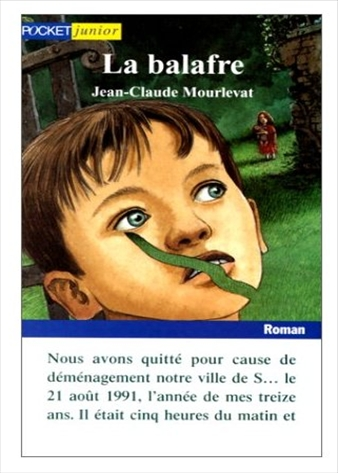 POCKET junior
La balafre
Jean-Claude Mourlevat
Roman
Nous avons quitté pour cause de
déménagement notre ville de S... le
21 août 1991, l'année de mes treize
ans. Il était cinq heures du matin et